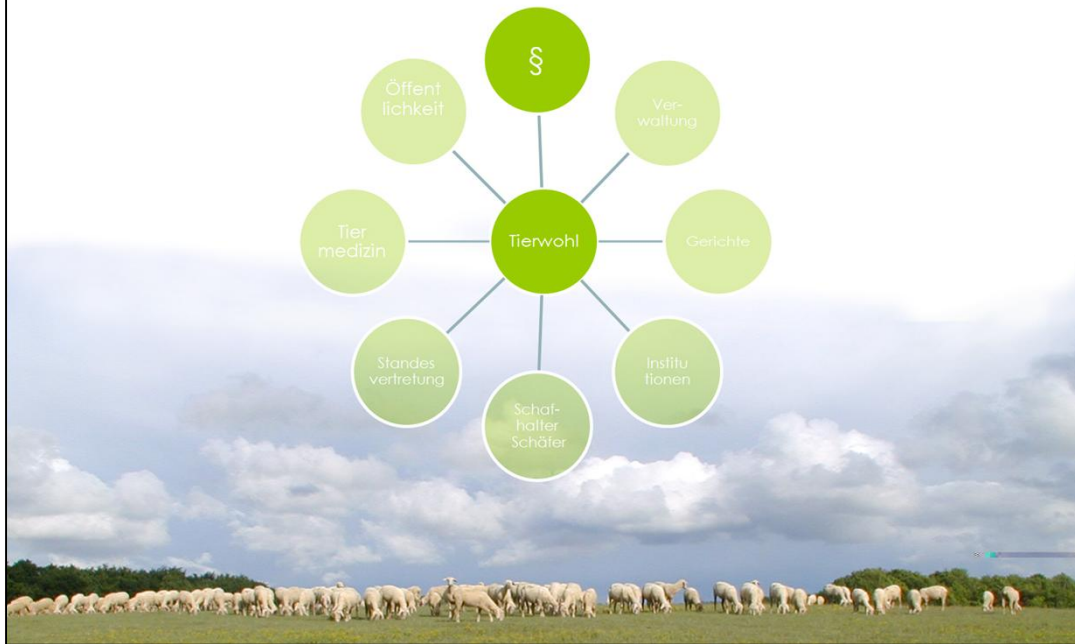 §
Öffent
lichkeit
Ver-
waltung
Tier
medizin
Tierwohl
Gerichte
Standes
vertretung
Institu
tionen
Schaf-
halter
Schäfer